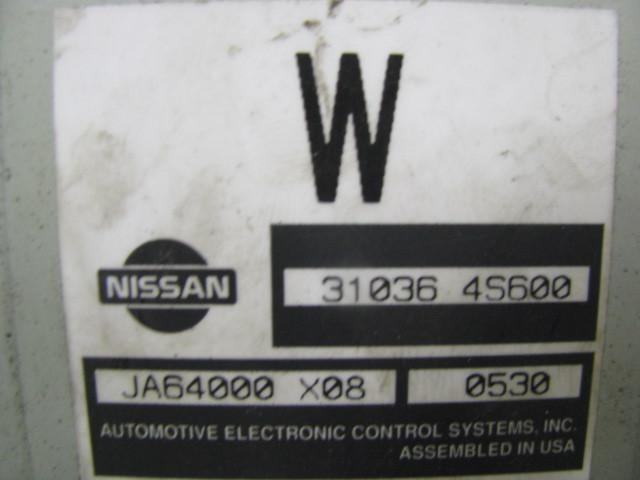 W
NISSAN
31036 4S600
JA64000 X08
0530
AUTOMOTIVE ELECTRONIC CONTROL SYSTEMS, INC.
ASSEMBLED IN USA